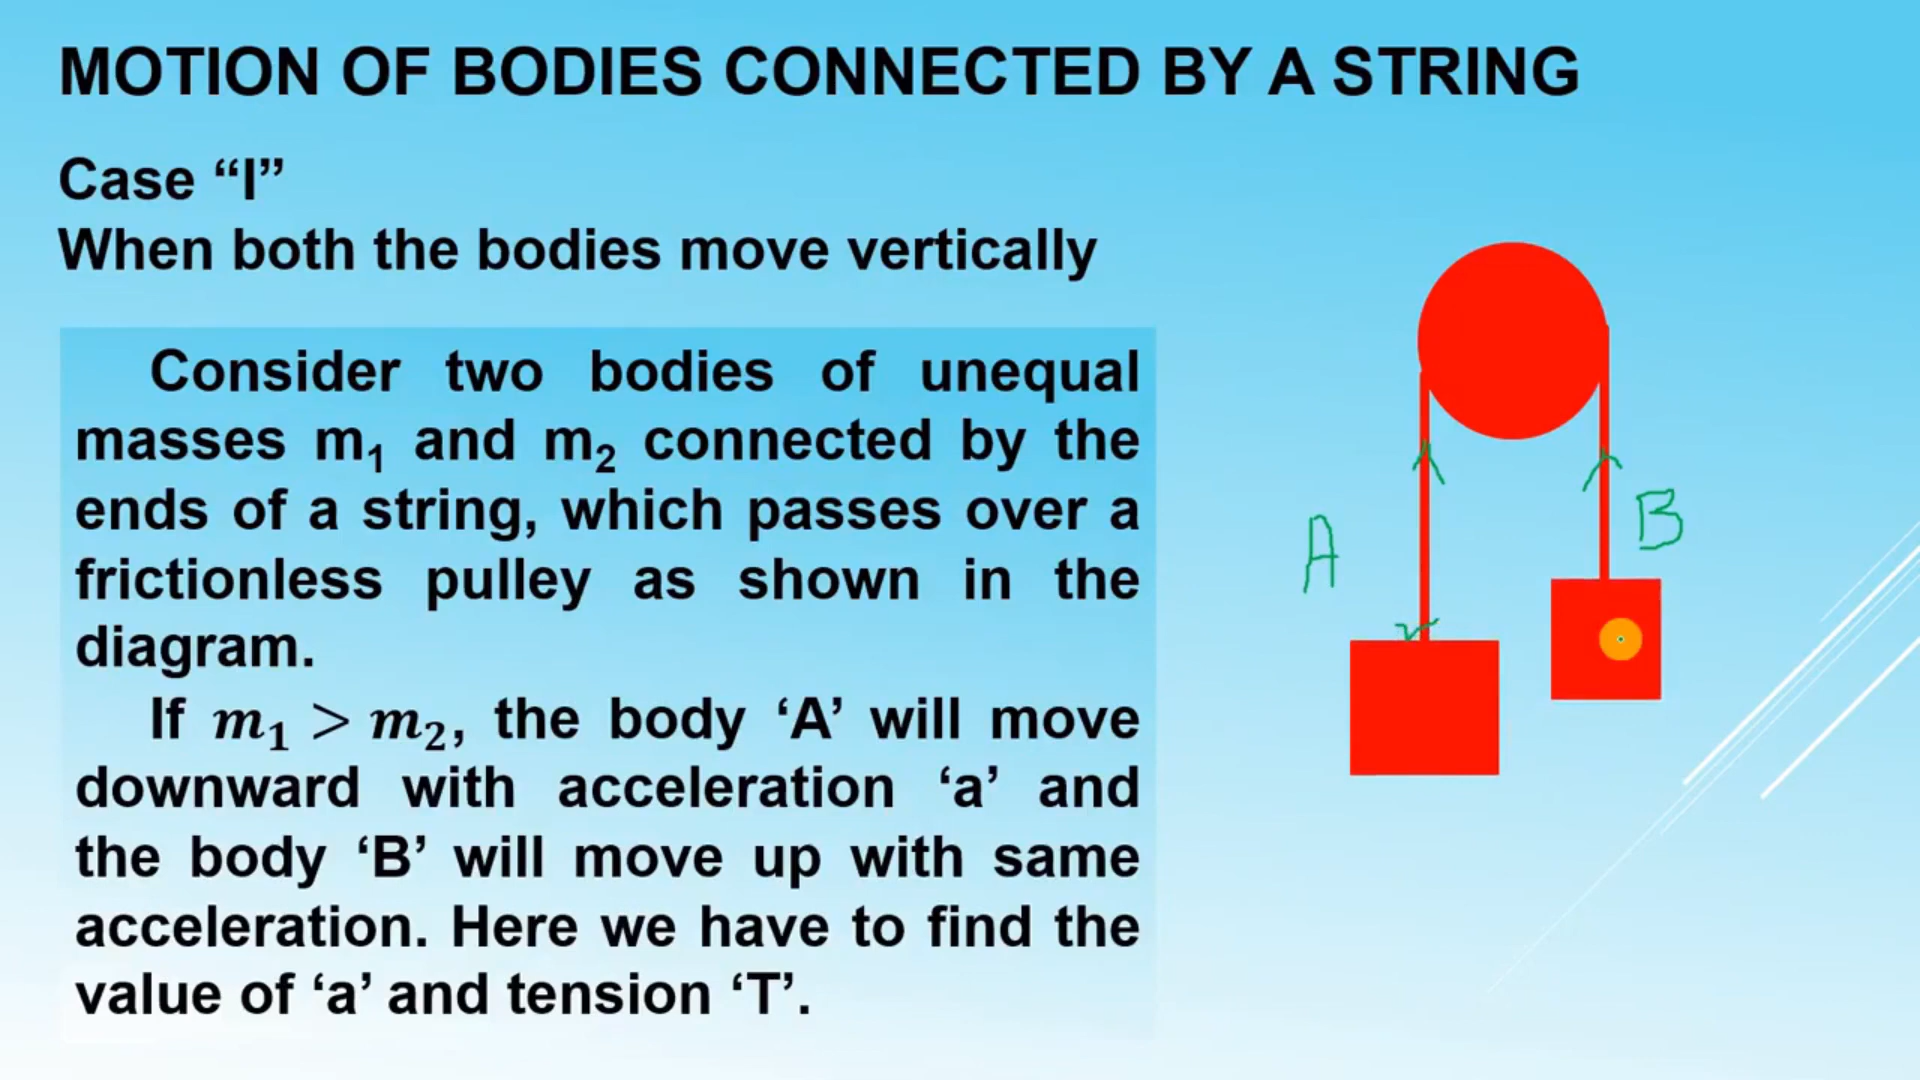 MOTION OF BODIES CONNECTED BY A STRING
Case “I”
When both the bodies move vertically
Consider two bodies of unequal
masses m₁ and m₂ connected by the
ends of a string, which passes over a
frictionless pulley as shown in the
diagram.
If 𝒎₁ > 𝒎₂, the body ‘A’ will move
downward with acceleration ‘a’ and
the body ‘B’ will move up with same
acceleration. Here we have to find the
value of ‘a’ and tension ‘T’.
A
B